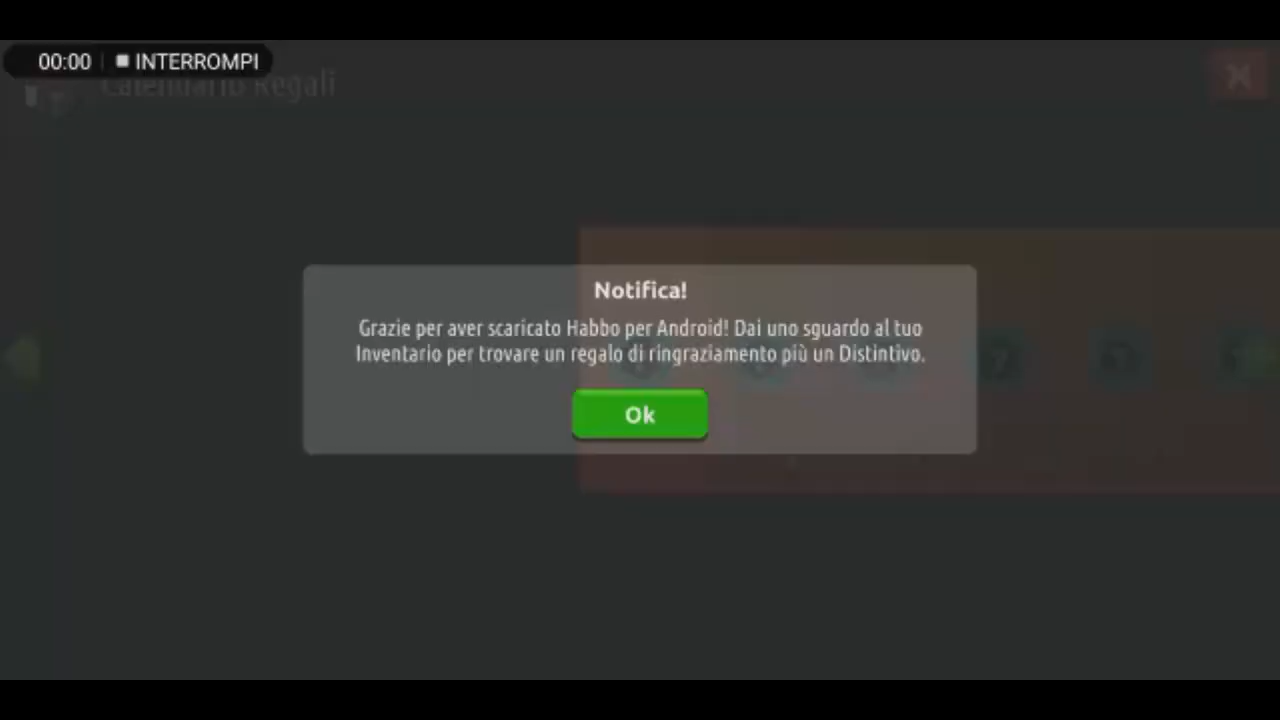 00:00 INTERROMPI
Calendario Regali
Notifica!
Grazie per aver scaricato Habbo per Android! Dai uno sguardo al tuo
Inventario per trovare un regalo di ringraziamento più un Distintivo.
Ok